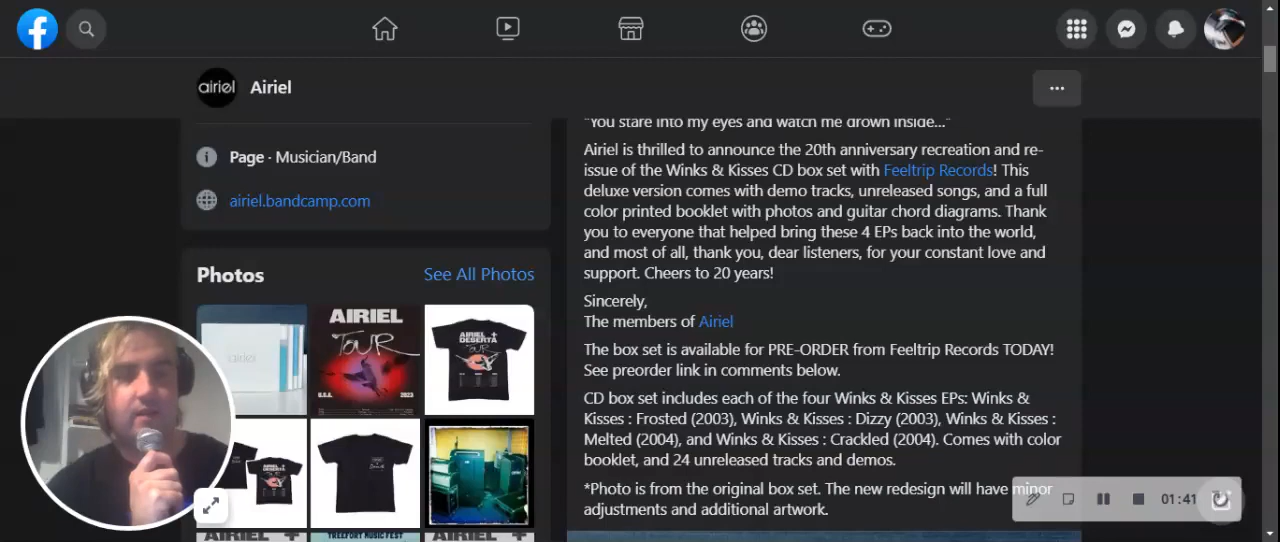 airiel
Airiel
Page · Musician/Band
airiel.bandcamp.com
Photos
See All Photos
airiel
AIRIEL
TOUR
U.S.A.
2023
AIRIEL +
DESERTA
AIRIEL +
TREEFORT MUSIC FEST
AIRIEL +
"You stare into my eyes and watch me drown inside..."
Airiel is thrilled to announce the 20th anniversary recreation and re-
issue of the Winks & Kisses CD box set with Feeltrip Records! This
deluxe version comes with demo tracks, unreleased songs, and a full
color printed booklet with photos and guitar chord diagrams. Thank
you to everyone that helped bring these 4 EPs back into the world,
and most of all, thank you, dear listeners, for your constant love and
support. Cheers to 20 years!
Sincerely,
The members of Airiel
The box set is available for PRE-ORDER from Feeltrip Records TODAY!
See preorder link in comments below.
CD box set includes each of the four Winks & Kisses EPs: Winks &
Kisses : Frosted (2003), Winks & Kisses : Dizzy (2003), Winks & Kisses :
Melted (2004), and Winks & Kisses : Crackled (2004). Comes with color
booklet, and 24 unreleased tracks and demos.
*Photo is from the original box set. The new redesign will have minor
adjustments and additional artwork.
01:41